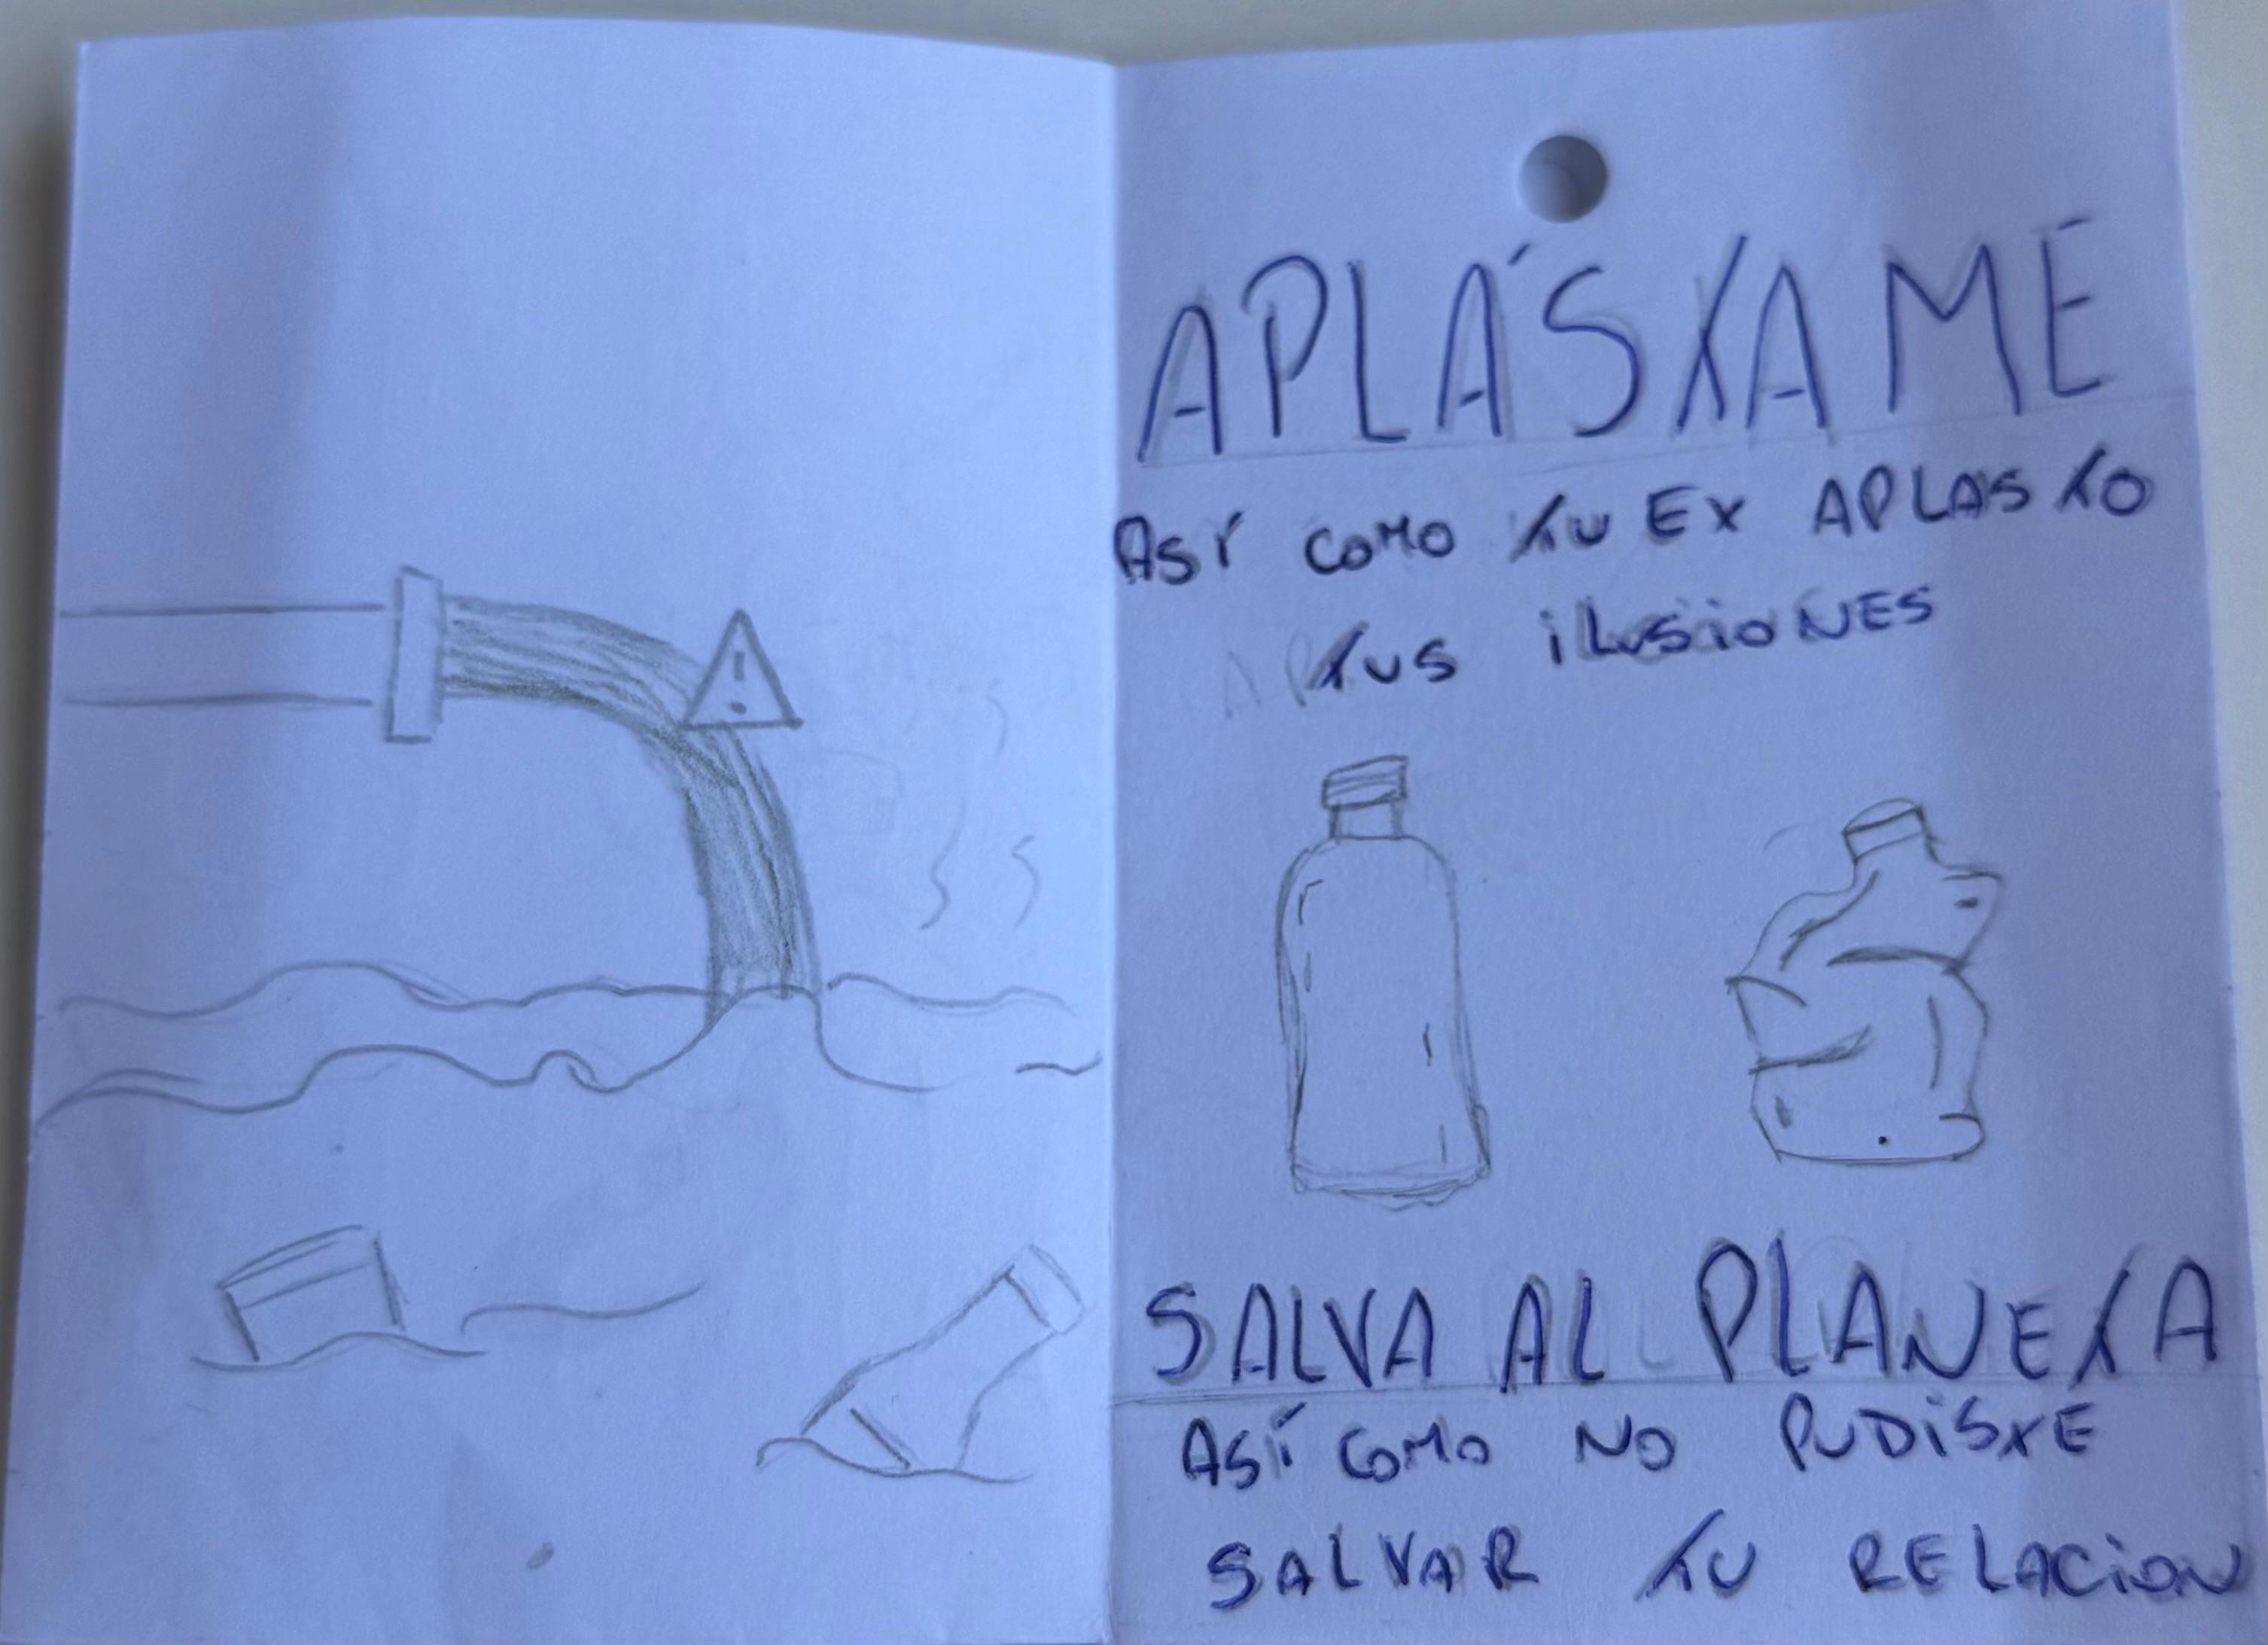 !
APLÁSTAME
ASÍ COMO TU EX APLASTO
TUS iLUSiONES
SALVA AL PLANETA
ASÍ COMO NO PUDiSTE
SALVAR TU RELACiON